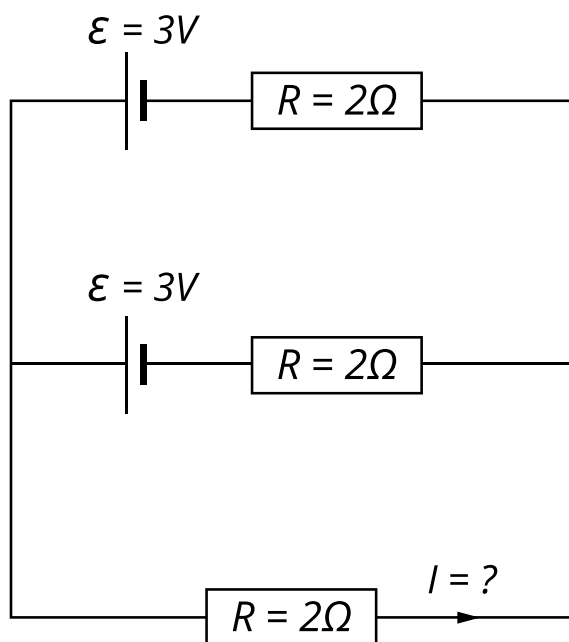 ε = 3V
R = 2Ω
ε = 3V
R = 2Ω
I = ?
R = 2Ω